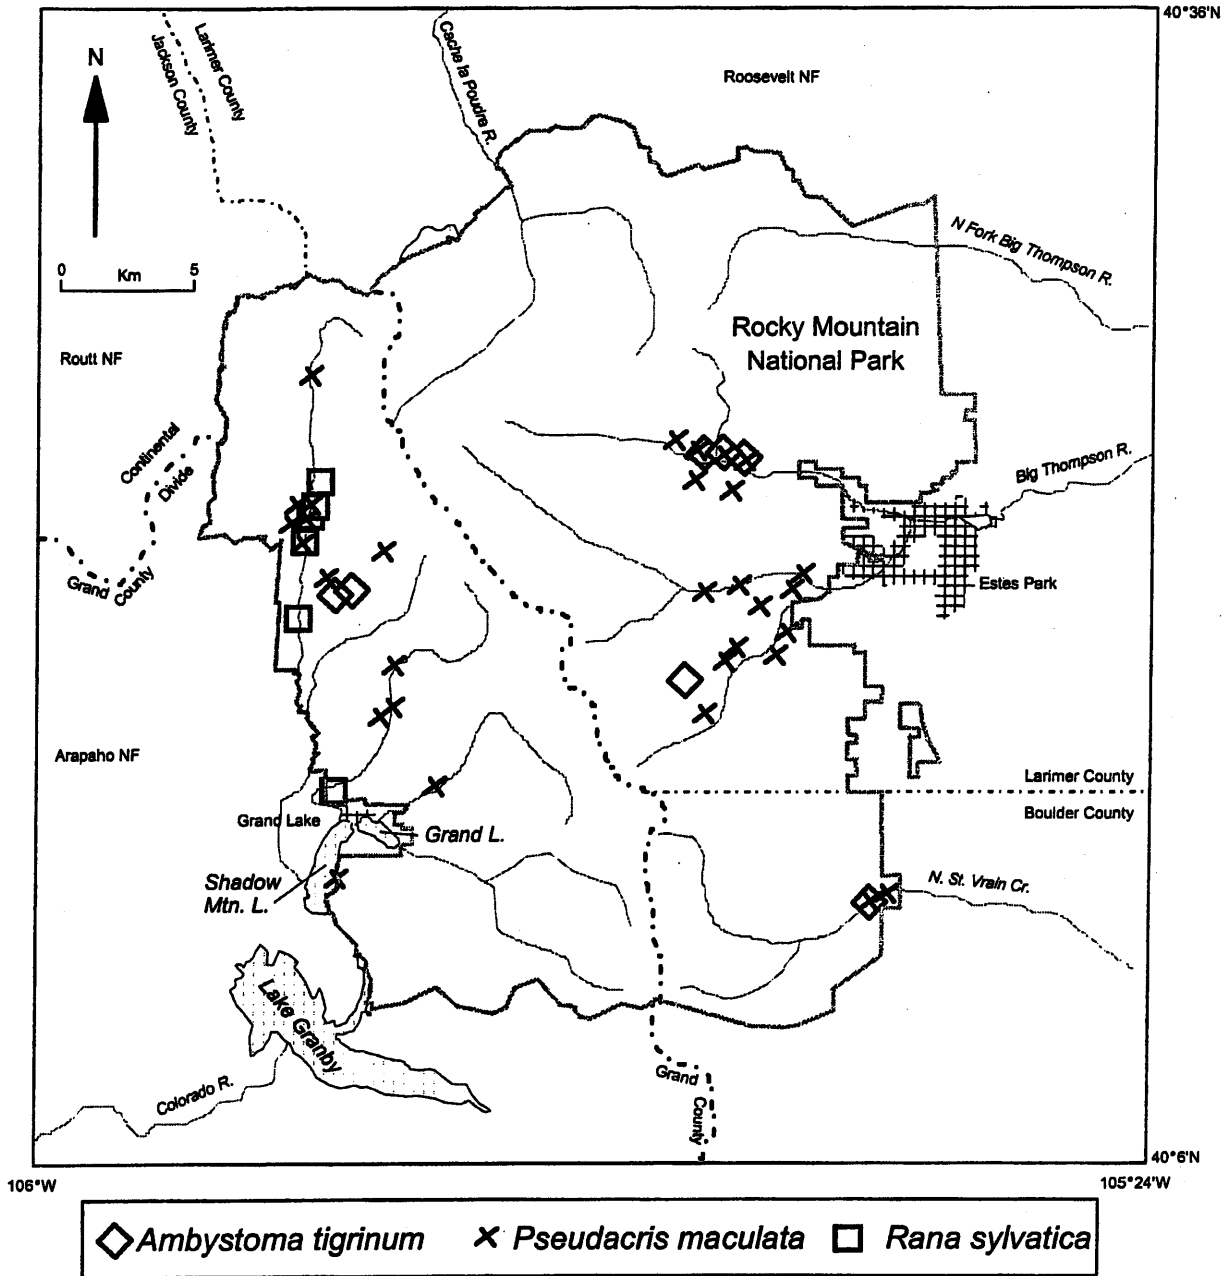 40°36'N
Larimer County
Jackson County
Cache la Poudre R.
Roosevelt NF
N
0 Km 5
N Fork Big Thompson R.
Rocky Mountain
National Park
Routt NF
Continental
Divide
Big Thompson R.
Grand
County
Estes Park
Arapaho NF
Larimer County
Boulder County
Grand Lake
Grand L.
Shadow
Mtn. L.
N. St. Vrain Cr.
Lake Granby
Colorado R.
Grand
County
40°6'N
106°W
105°24'W
Ambystoma tigrinum
Pseudacris maculata
Rana sylvatica